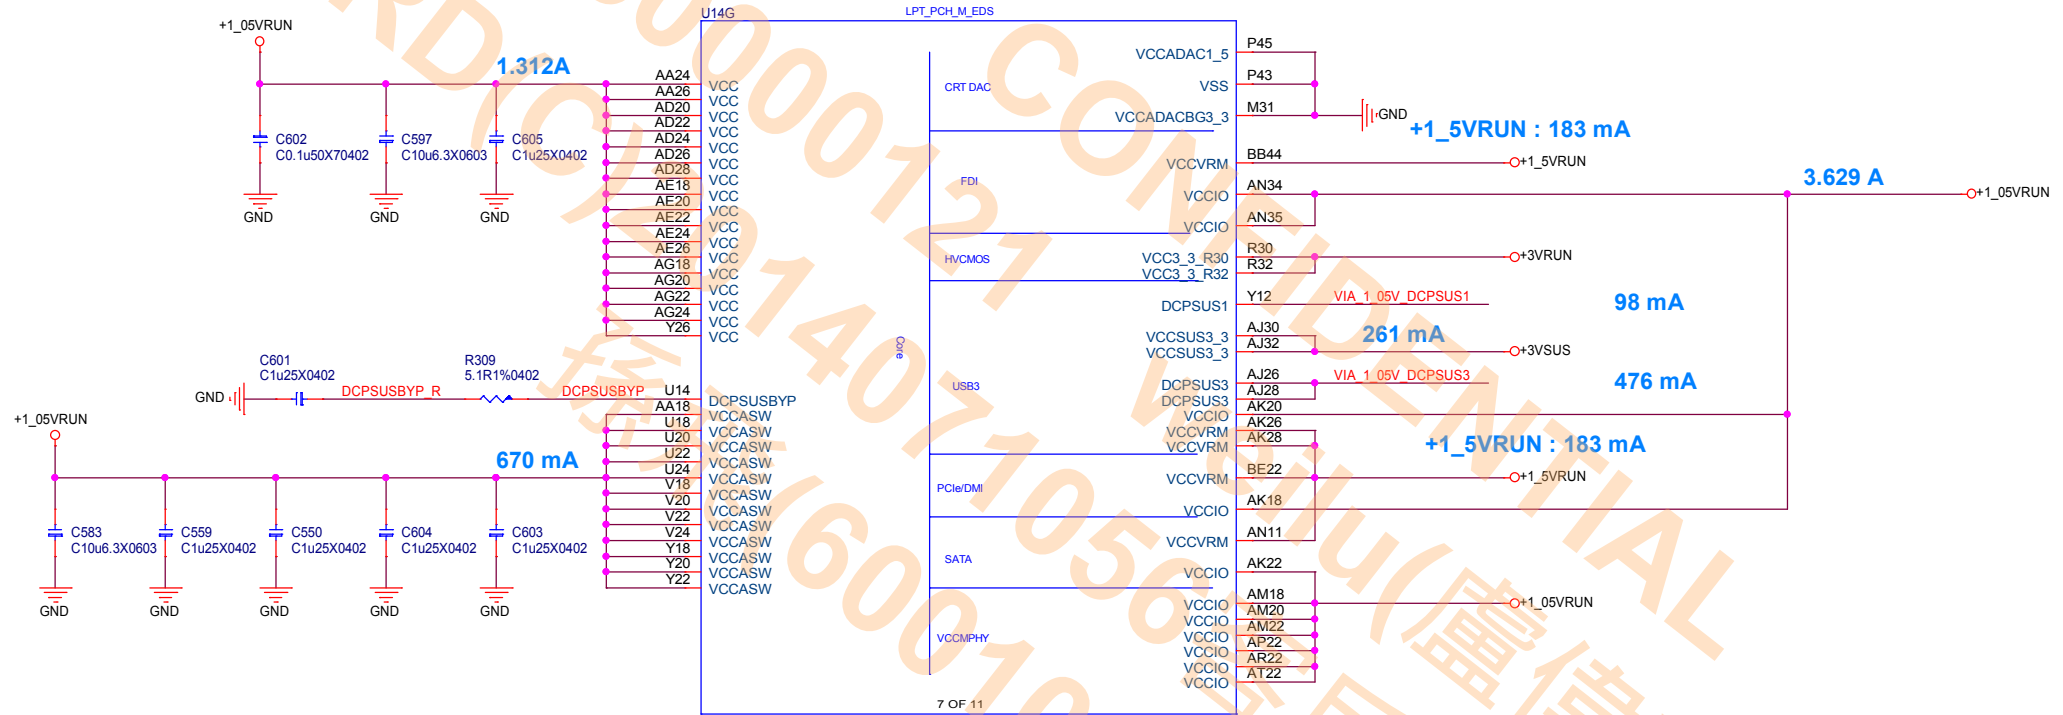 U14G
LPT_PCH_M_EDS
+1_05VRUN
1.312A
C602
C0.1u50X70402
C597
C10u6.3X0603
C605
C1u25X0402
GND
GND
GND
AA24 VCC
AA26 VCC
AD20 VCC
AD22 VCC
AD24 VCC
AD26 VCC
AD28 VCC
AE18 VCC
AE20 VCC
AE22 VCC
AE24 VCC
AE26 VCC
AG18 VCC
AG20 VCC
AG22 VCC
AG24 VCC
Y26 VCC
C601
C1u25X0402
R309
5.1R1%0402
GND
DCPSUSBYP_R
DCPSUSBYP
U14 DCPSUSBYP
AA18 VCCASW
U18 VCCASW
U20 VCCASW
U22 VCCASW
U24 VCCASW
V18 VCCASW
V20 VCCASW
V22 VCCASW
V24 VCCASW
Y18 VCCASW
Y20 VCCASW
Y22 VCCASW
+1_05VRUN
670 mA
C583
C10u6.3X0603
C559
C1u25X0402
C550
C1u25X0402
C604
C1u25X0402
C603
C1u25X0402
GND
GND
GND
GND
GND
CRT DAC
FDI
HVCMOS
Core
USB3
PCIe/DMI
SATA
VCCMPHY
7 OF 11
VCCADAC1_5 P45
VSS P43
VCCADACBG3_3 M31
GND
+1_5VRUN : 183 mA
VCCVRM BB44
+1_5VRUN
3.629 A
VCCIO AN34
+1_05VRUN
VCCIO AN35
VCC3_3_R30 R30
+3VRUN
VCC3_3_R32 R32
DCPSUS1 Y12
VIA_1_05V_DCPSUS1
98 mA
VCCSUS3_3 AJ30
261 mA
VCCSUS3_3 AJ32
+3VSUS
DCPSUS3 AJ26
VIA_1_05V_DCPSUS3
476 mA
DCPSUS3 AJ28
VCCIO AK20
VCCVRM AK26
VCCVRM AK28
+1_5VRUN : 183 mA
VCCVRM BE22
+1_5VRUN
VCCIO AK18
VCCVRM AN11
VCCIO AK22
VCCIO AM18
+1_05VRUN
VCCIO AM20
VCCIO AM22
VCCIO AP22
VCCIO AR22
VCCIO AT22
CONFIDENTIAL
Weilu(盧偉